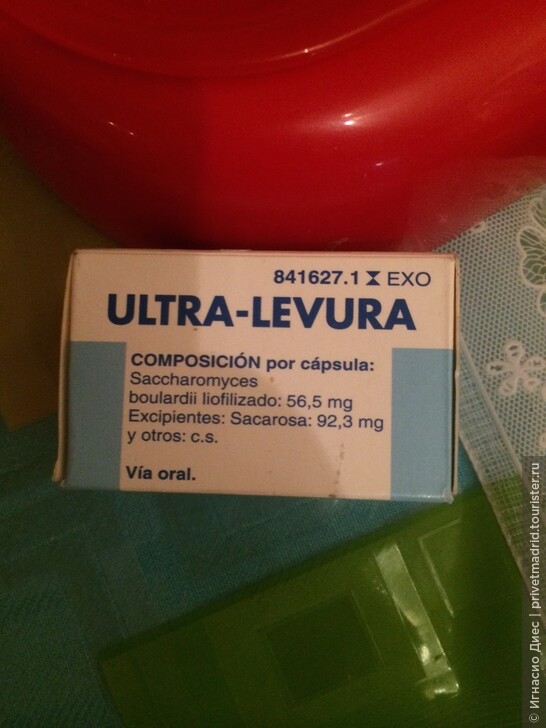 841627.1 EXO
ULTRA-LEVURA
COMPOSICIÓN por cápsula:
Saccharomyces
boulardii liofilizado: 56,5 mg
Excipientes: Sacarosa: 92,3 mg
y otros: c.s.
Vía oral.
© Игнасио Диес | privetmadrid.tourister.ru